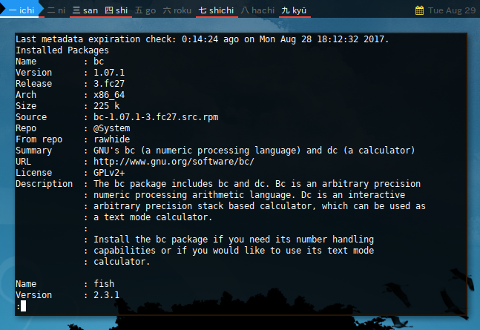 一 ichi 二 ni 三 san 四 shi 五 go 六 roku 七 shichi 八 hachi 九 kyū Tue Aug 29
Last metadata expiration check: 0:14:24 ago on Mon Aug 28 18:12:32 2017.
Installed Packages
Name : bc
Version : 1.07.1
Release : 3.fc27
Arch : x86_64
Size : 225 k
Source : bc-1.07.1-3.fc27.src.rpm
Repo : @System
From repo : rawhide
Summary : GNU's bc (a numeric processing language) and dc (a calculator)
URL : http://www.gnu.org/software/bc/
License : GPLv2+
Description : The bc package includes bc and dc. Bc is an arbitrary precision
: numeric processing arithmetic language. Dc is an interactive
: arbitrary precision stack based calculator, which can be used as
: a text mode calculator.
:
: Install the bc package if you need its number handling
: capabilities or if you would like to use its text mode
: calculator.
Name : fish
Version : 2.3.1
: